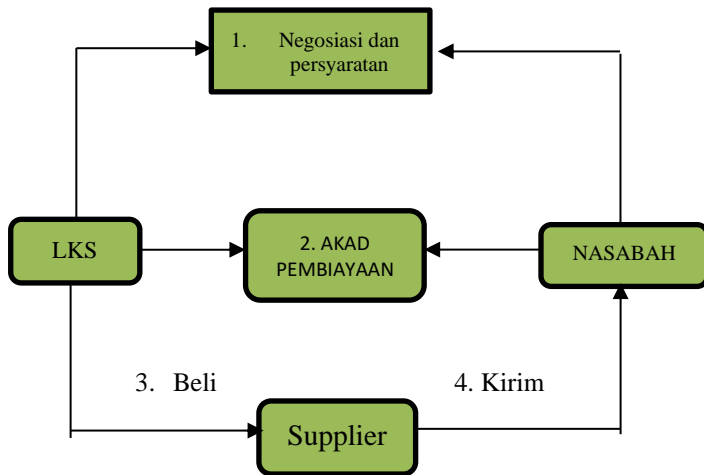 1. Negosiasi dan
persyaratan
LKS
2. AKAD
PEMBIAYAAN
NASABAH
3. Beli
4. Kirim
Supplier